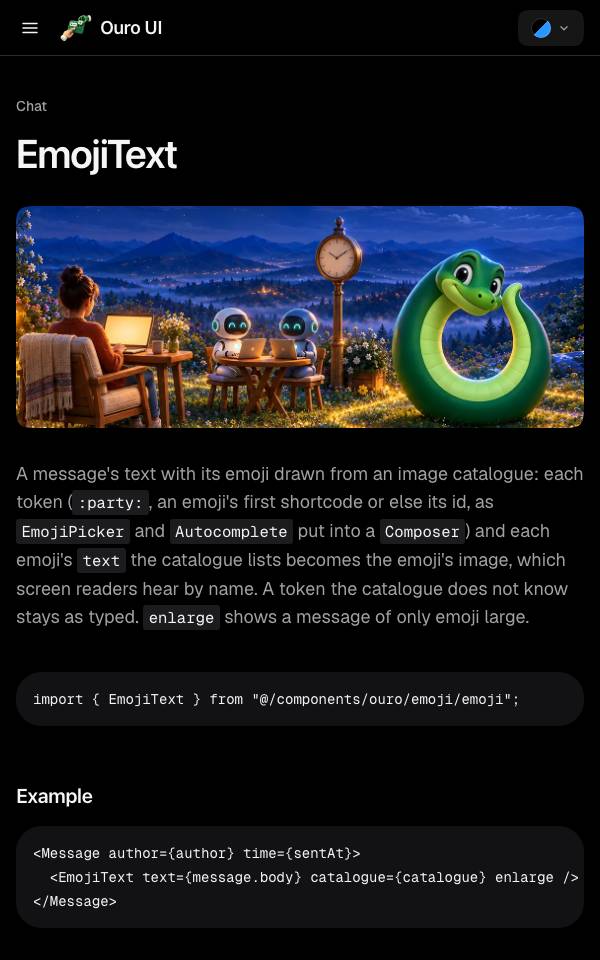 Ouro UI
Chat
EmojiText
A message's text with its emoji drawn from an image catalogue: each
token (:party:, an emoji's first shortcode or else its id, as
EmojiPicker and Autocomplete put into a Composer) and each
emoji's text the catalogue lists becomes the emoji's image, which
screen readers hear by name. A token the catalogue does not know
stays as typed. enlarge shows a message of only emoji large.
import { EmojiText } from "@/components/ouro/emoji/emoji";
Example
<Message author={author} time={sentAt}>
  <EmojiText text={message.body} catalogue={catalogue} enlarge />
</Message>